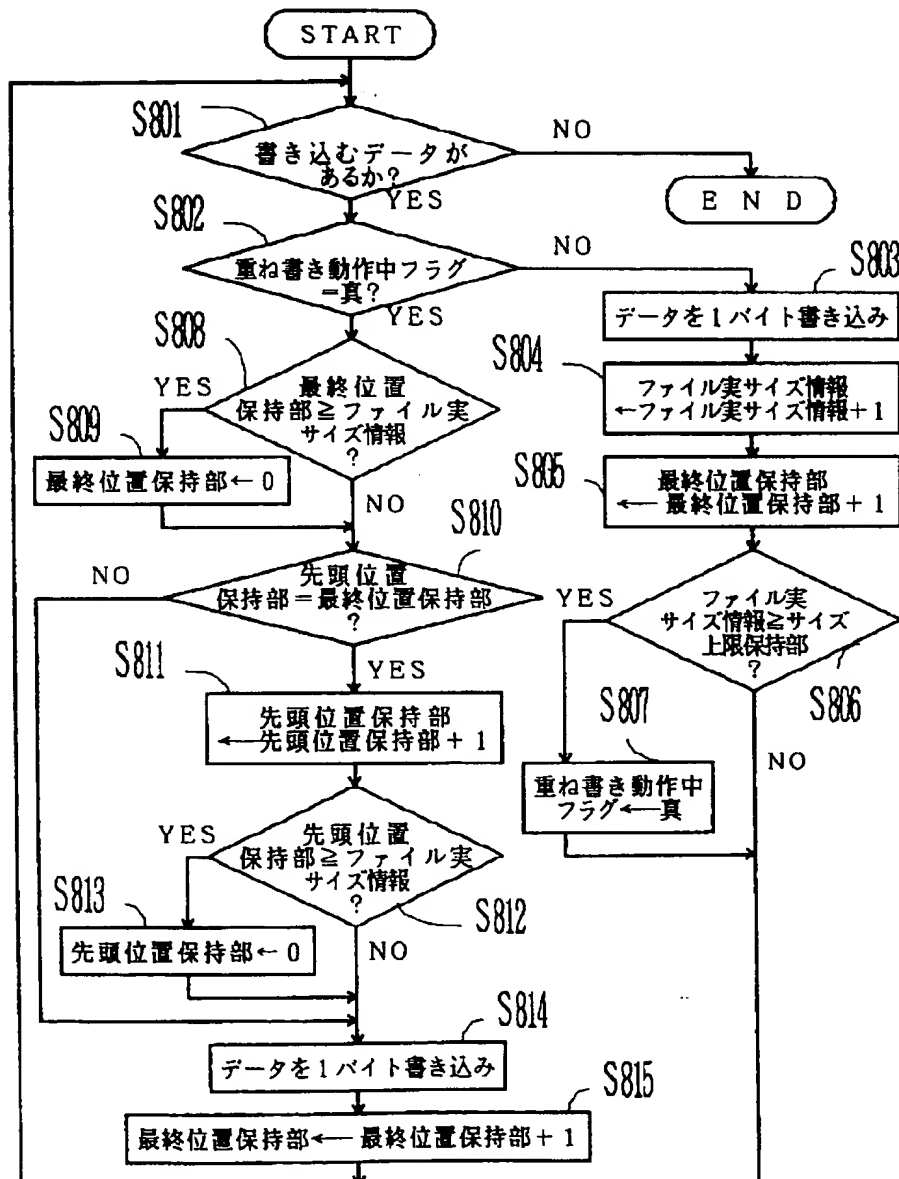 START
S801
書き込むデータが
あるか?
NO
YES
END
S802
重ね書き動作中フラグ
=真?
NO
YES
S803
データを1バイト書き込み
S804
ファイル実サイズ情報
←ファイル実サイズ情報+1
S805
最終位置保持部
← 最終位置保持部+1
ファイル実
サイズ情報≧サイズ
上限保持部
?
YES
S806
NO
S807
重ね書き動作中
フラグ←真
S808
最終位置
保持部≧ファイル実
サイズ情報
?
YES
NO
S809
最終位置保持部←0
S810
先頭位置
保持部=最終位置保持部
?
NO
YES
S811
先頭位置保持部
←先頭位置保持部+1
先頭位置
保持部≧ファイル実
サイズ情報
?
YES
S812
NO
S813
先頭位置保持部←0
S814
データを1バイト書き込み
S815
最終位置保持部← 最終位置保持部+1